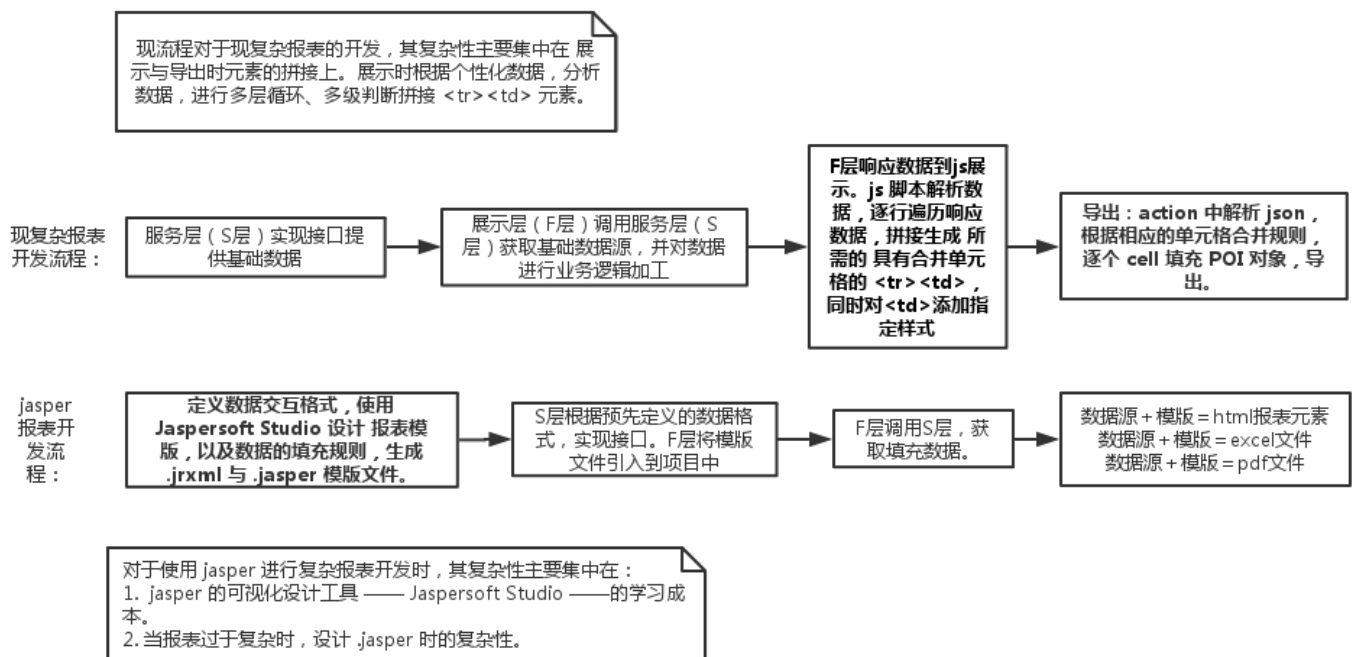 现流程对于现复杂报表的开发，其复杂性主要集中在 展
示与导出时元素的拼接上。展示时根据个性化数据，分析
数据，进行多层循环、多级判断拼接 <tr><td> 元素。
现复杂报表
开发流程：
服务层（S层）实现接口提
供基础数据
展示层（F层）调用服务层（S
层）获取基础数据源，并对数据
进行业务逻辑加工
F层响应数据到js展
示。js 脚本解析数
据，逐行遍历响应
数据，拼接生成 所
需的 具有合并单元
格的 <tr><td>，
同时对<td>添加指
定样式
导出：action 中解析 json，
根据相应的单元格合并规则，
逐个 cell 填充 POI 对象，导
出。
jasper
报表开
发流
程：
定义数据交互格式，使用
Jaspersoft Studio 设计 报表模
版，以及数据的填充规则，生成
.jrxml 与 .jasper 模版文件。
S层根据预先定义的数据格
式，实现接口。F层将模版
文件引入到项目中
F层调用S层，获
取填充数据。
数据源＋模版＝html报表元素
数据源＋模版＝excel文件
数据源＋模版＝pdf文件
对于使用 jasper 进行复杂报表开发时，其复杂性主要集中在：
1. jasper 的可视化设计工具 —— Jaspersoft Studio ——的学习成
本。
2. 当报表过于复杂时，设计 .jasper 时的复杂性。